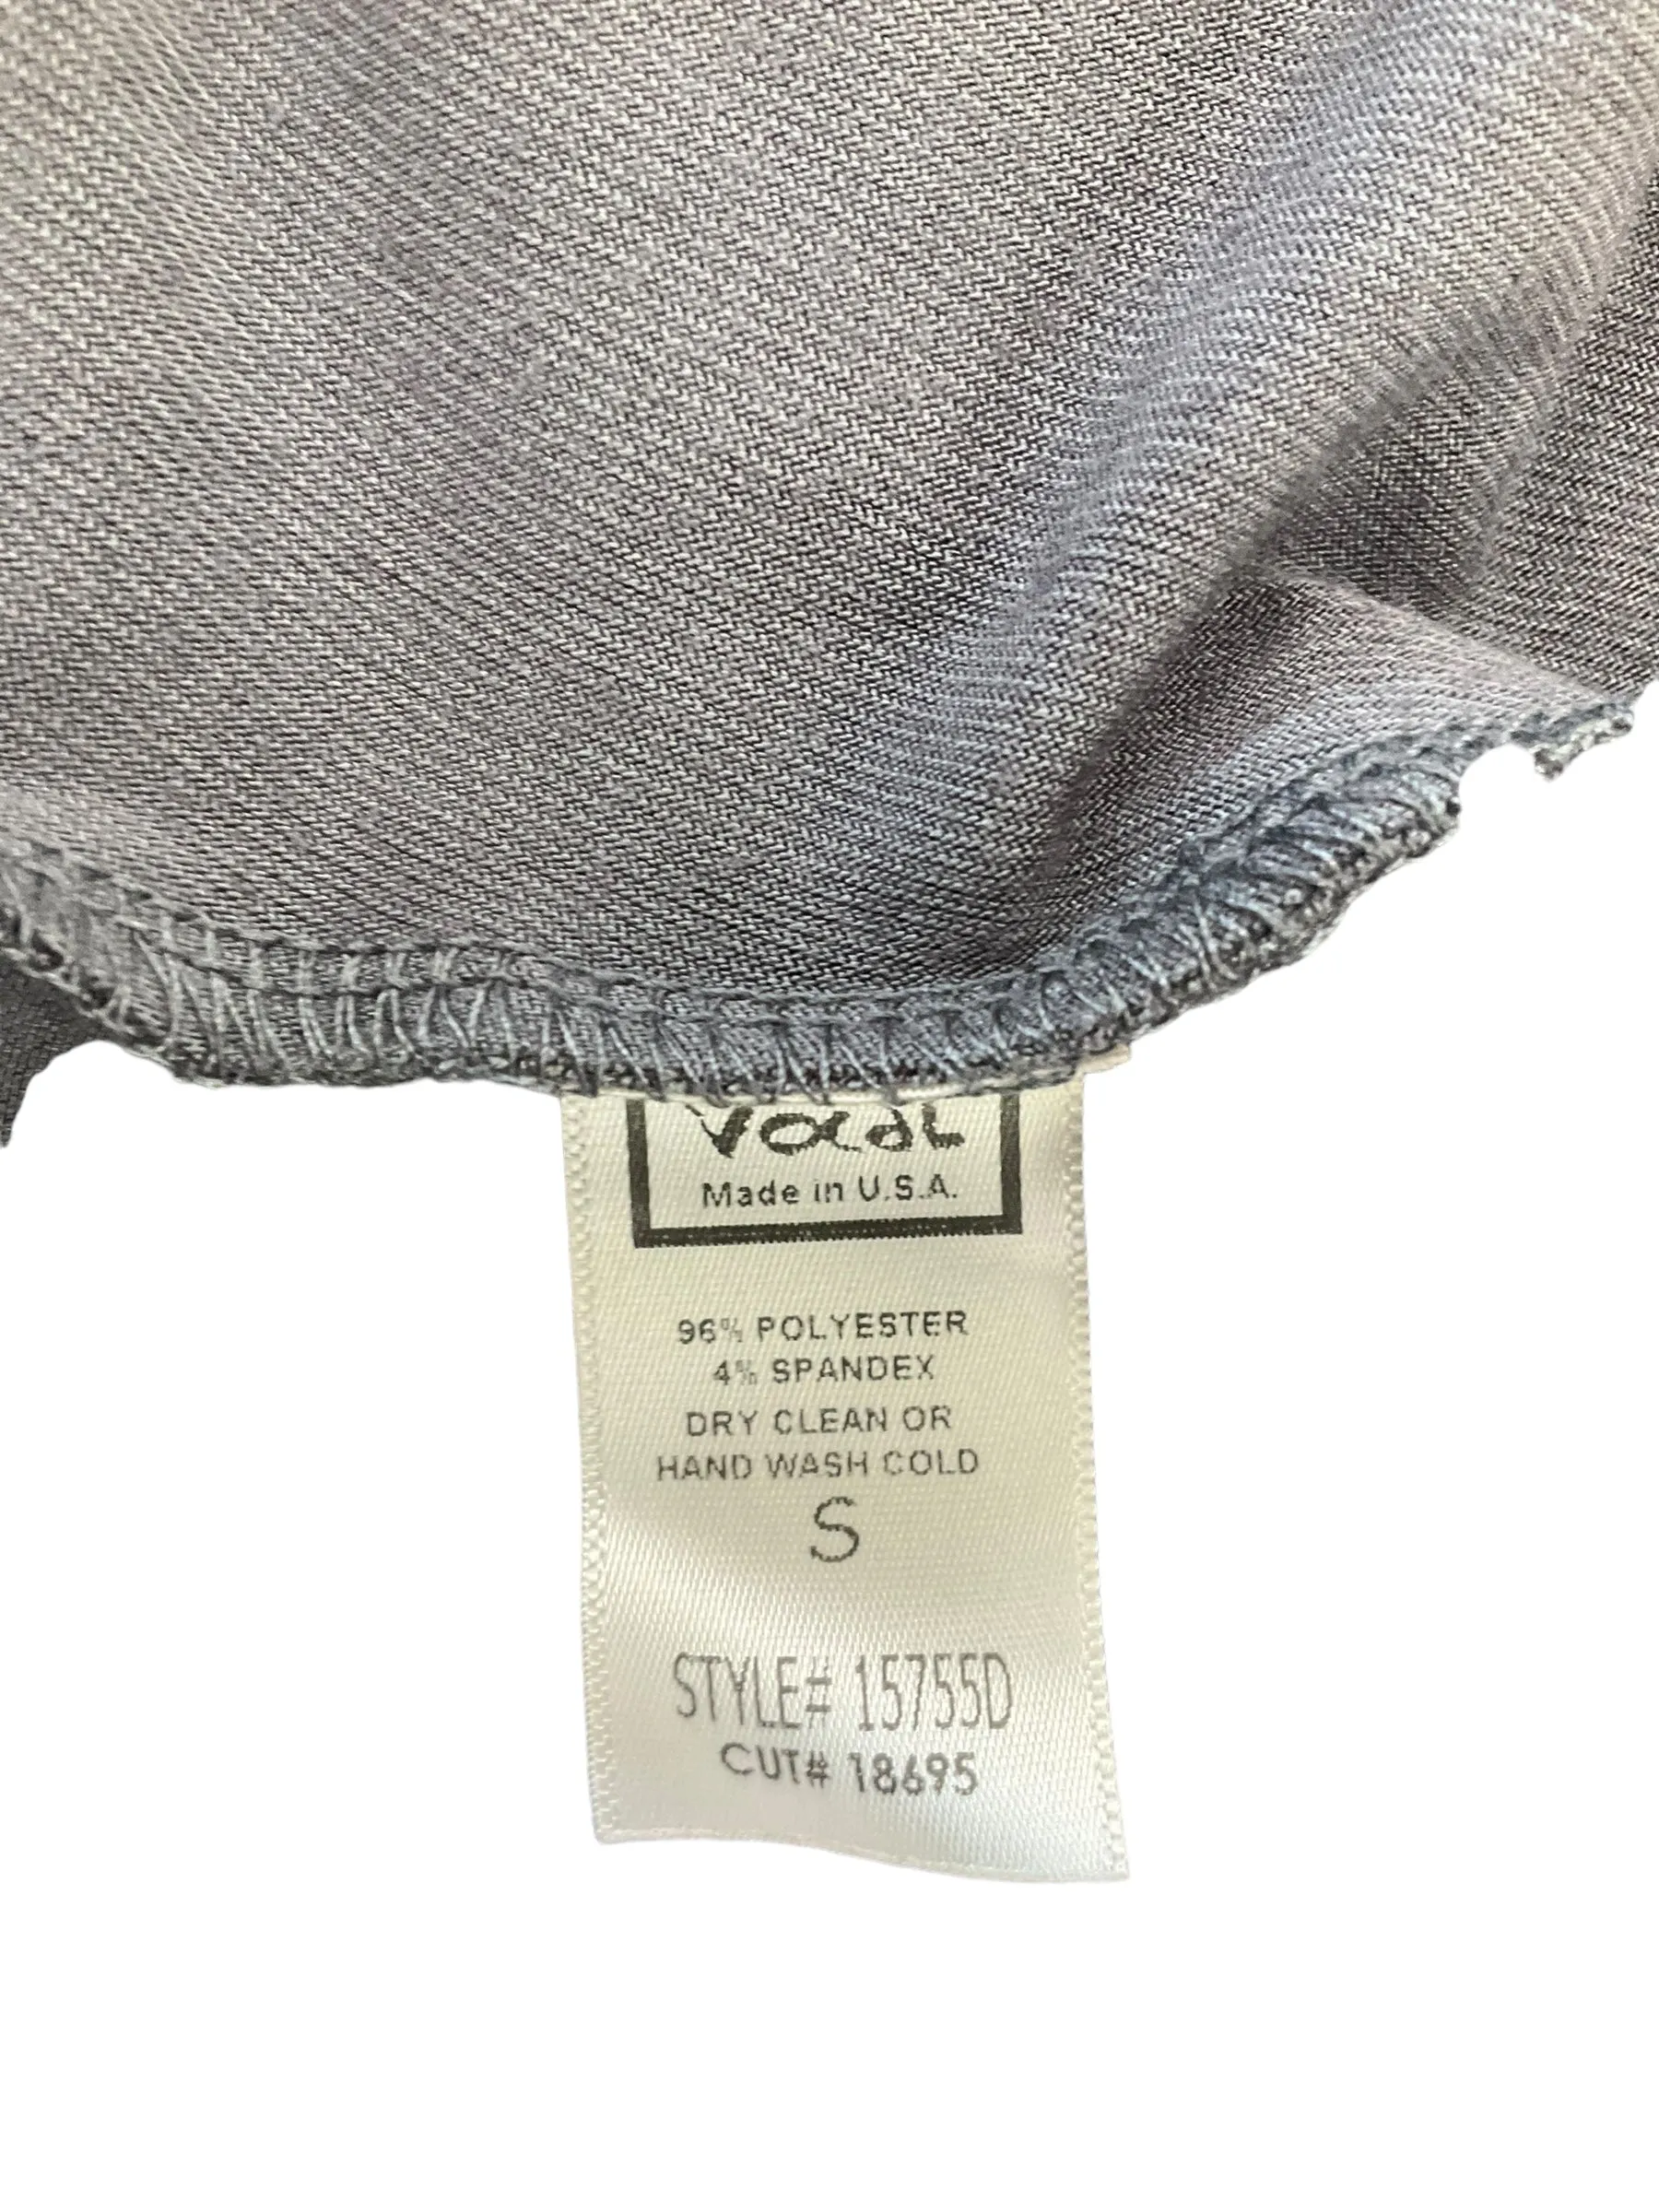 vocal
Made in U.S.A.
96% POLYESTER
4% SPANDEX
DRY CLEAN OR
HAND WASH COLD
S
STYLE# 15755D
CUT# 18695